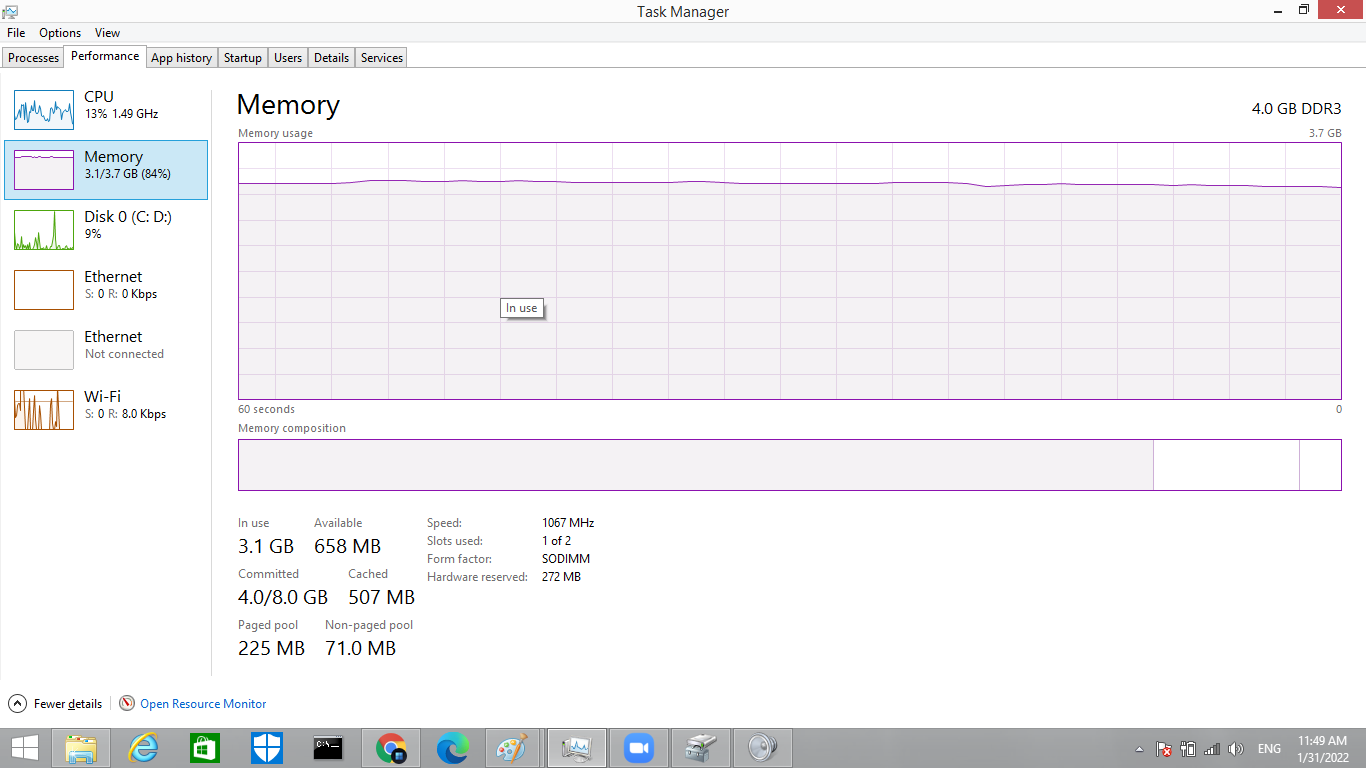 Task Manager
File Options View
Processes Performance App history Startup Users Details Services
CPU
13% 1.49 GHz
Memory
3.1/3.7 GB (84%)
Disk 0 (C: D:)
9%
Ethernet
S: 0 R: 0 Kbps
Ethernet
Not connected
Wi-Fi
S: 0 R: 8.0 Kbps
Memory 4.0 GB DDR3
Memory usage 3.7 GB
In use
60 seconds 0
Memory composition
In use Available
3.1 GB 658 MB
Committed Cached
4.0/8.0 GB 507 MB
Paged pool Non-paged pool
225 MB 71.0 MB
Speed: 1067 MHz
Slots used: 1 of 2
Form factor: SODIMM
Hardware reserved: 272 MB
Fewer details Open Resource Monitor
C:\_
ENG
11:49 AM
1/31/2022